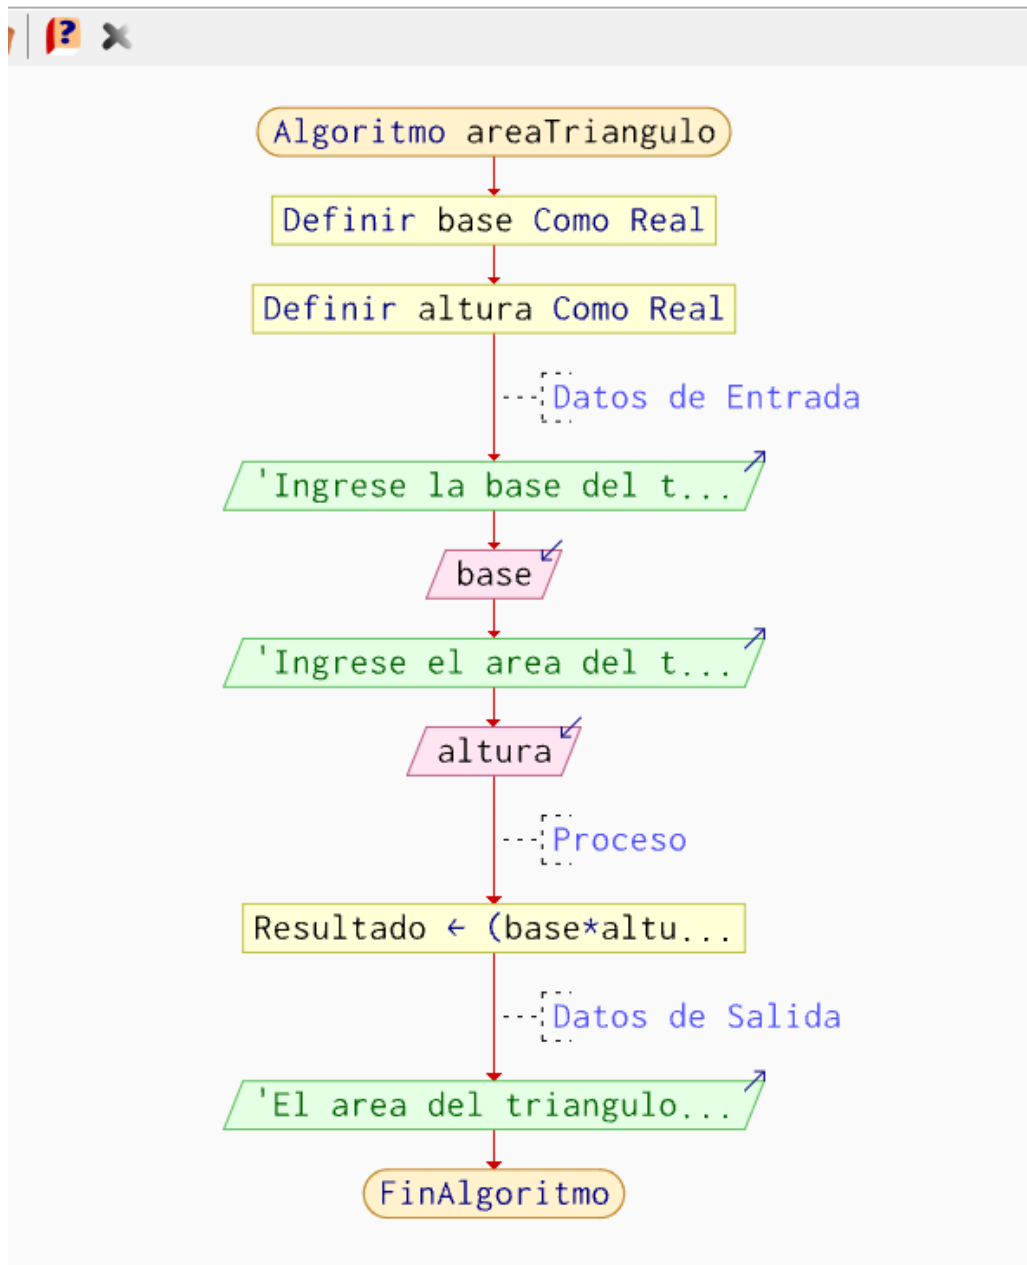 Algoritmo areaTriangulo
Definir base Como Real
Definir altura Como Real
Datos de Entrada
'Ingrese la base del t...
base
'Ingrese el area del t...
altura
Proceso
Resultado ← (base*altu...
Datos de Salida
'El area del triangulo...
FinAlgoritmo